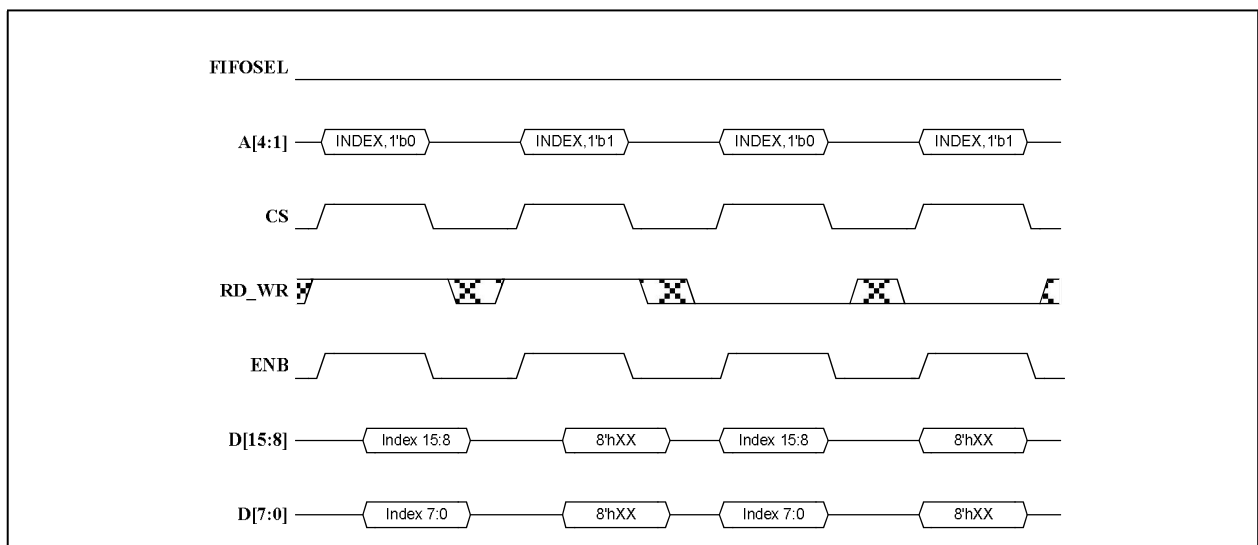 FIFOSEL
A[4:1] INDEX,1'b0 INDEX,1'b1 INDEX,1'b0 INDEX,1'b1
CS
RD_WR
ENB
D[15:8] Index 15:8 8'hXX Index 15:8 8'hXX
D[7:0] Index 7:0 8'hXX Index 7:0 8'hXX